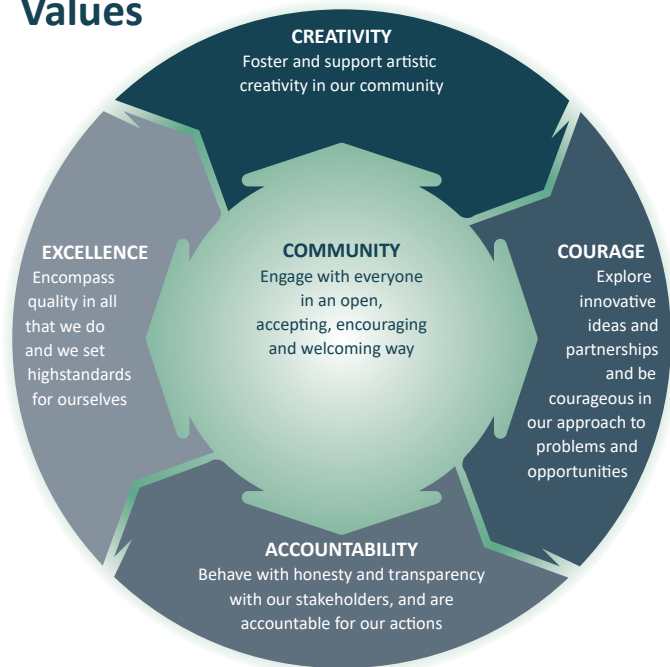 Values
CREATIVITY
Foster and support artistic
creativity in our community
EXCELLENCE
Encompass
quality in all
that we do
and we set
highstandards
for ourselves
COMMUNITY
Engage with everyone
in an open,
accepting, encouraging
and welcoming way
COURAGE
Explore
innovative
ideas and
partnerships
and be
courageous in
our approach to
problems and
opportunities
ACCOUNTABILITY
Behave with honesty and transparency
with our stakeholders, and are
accountable for our actions